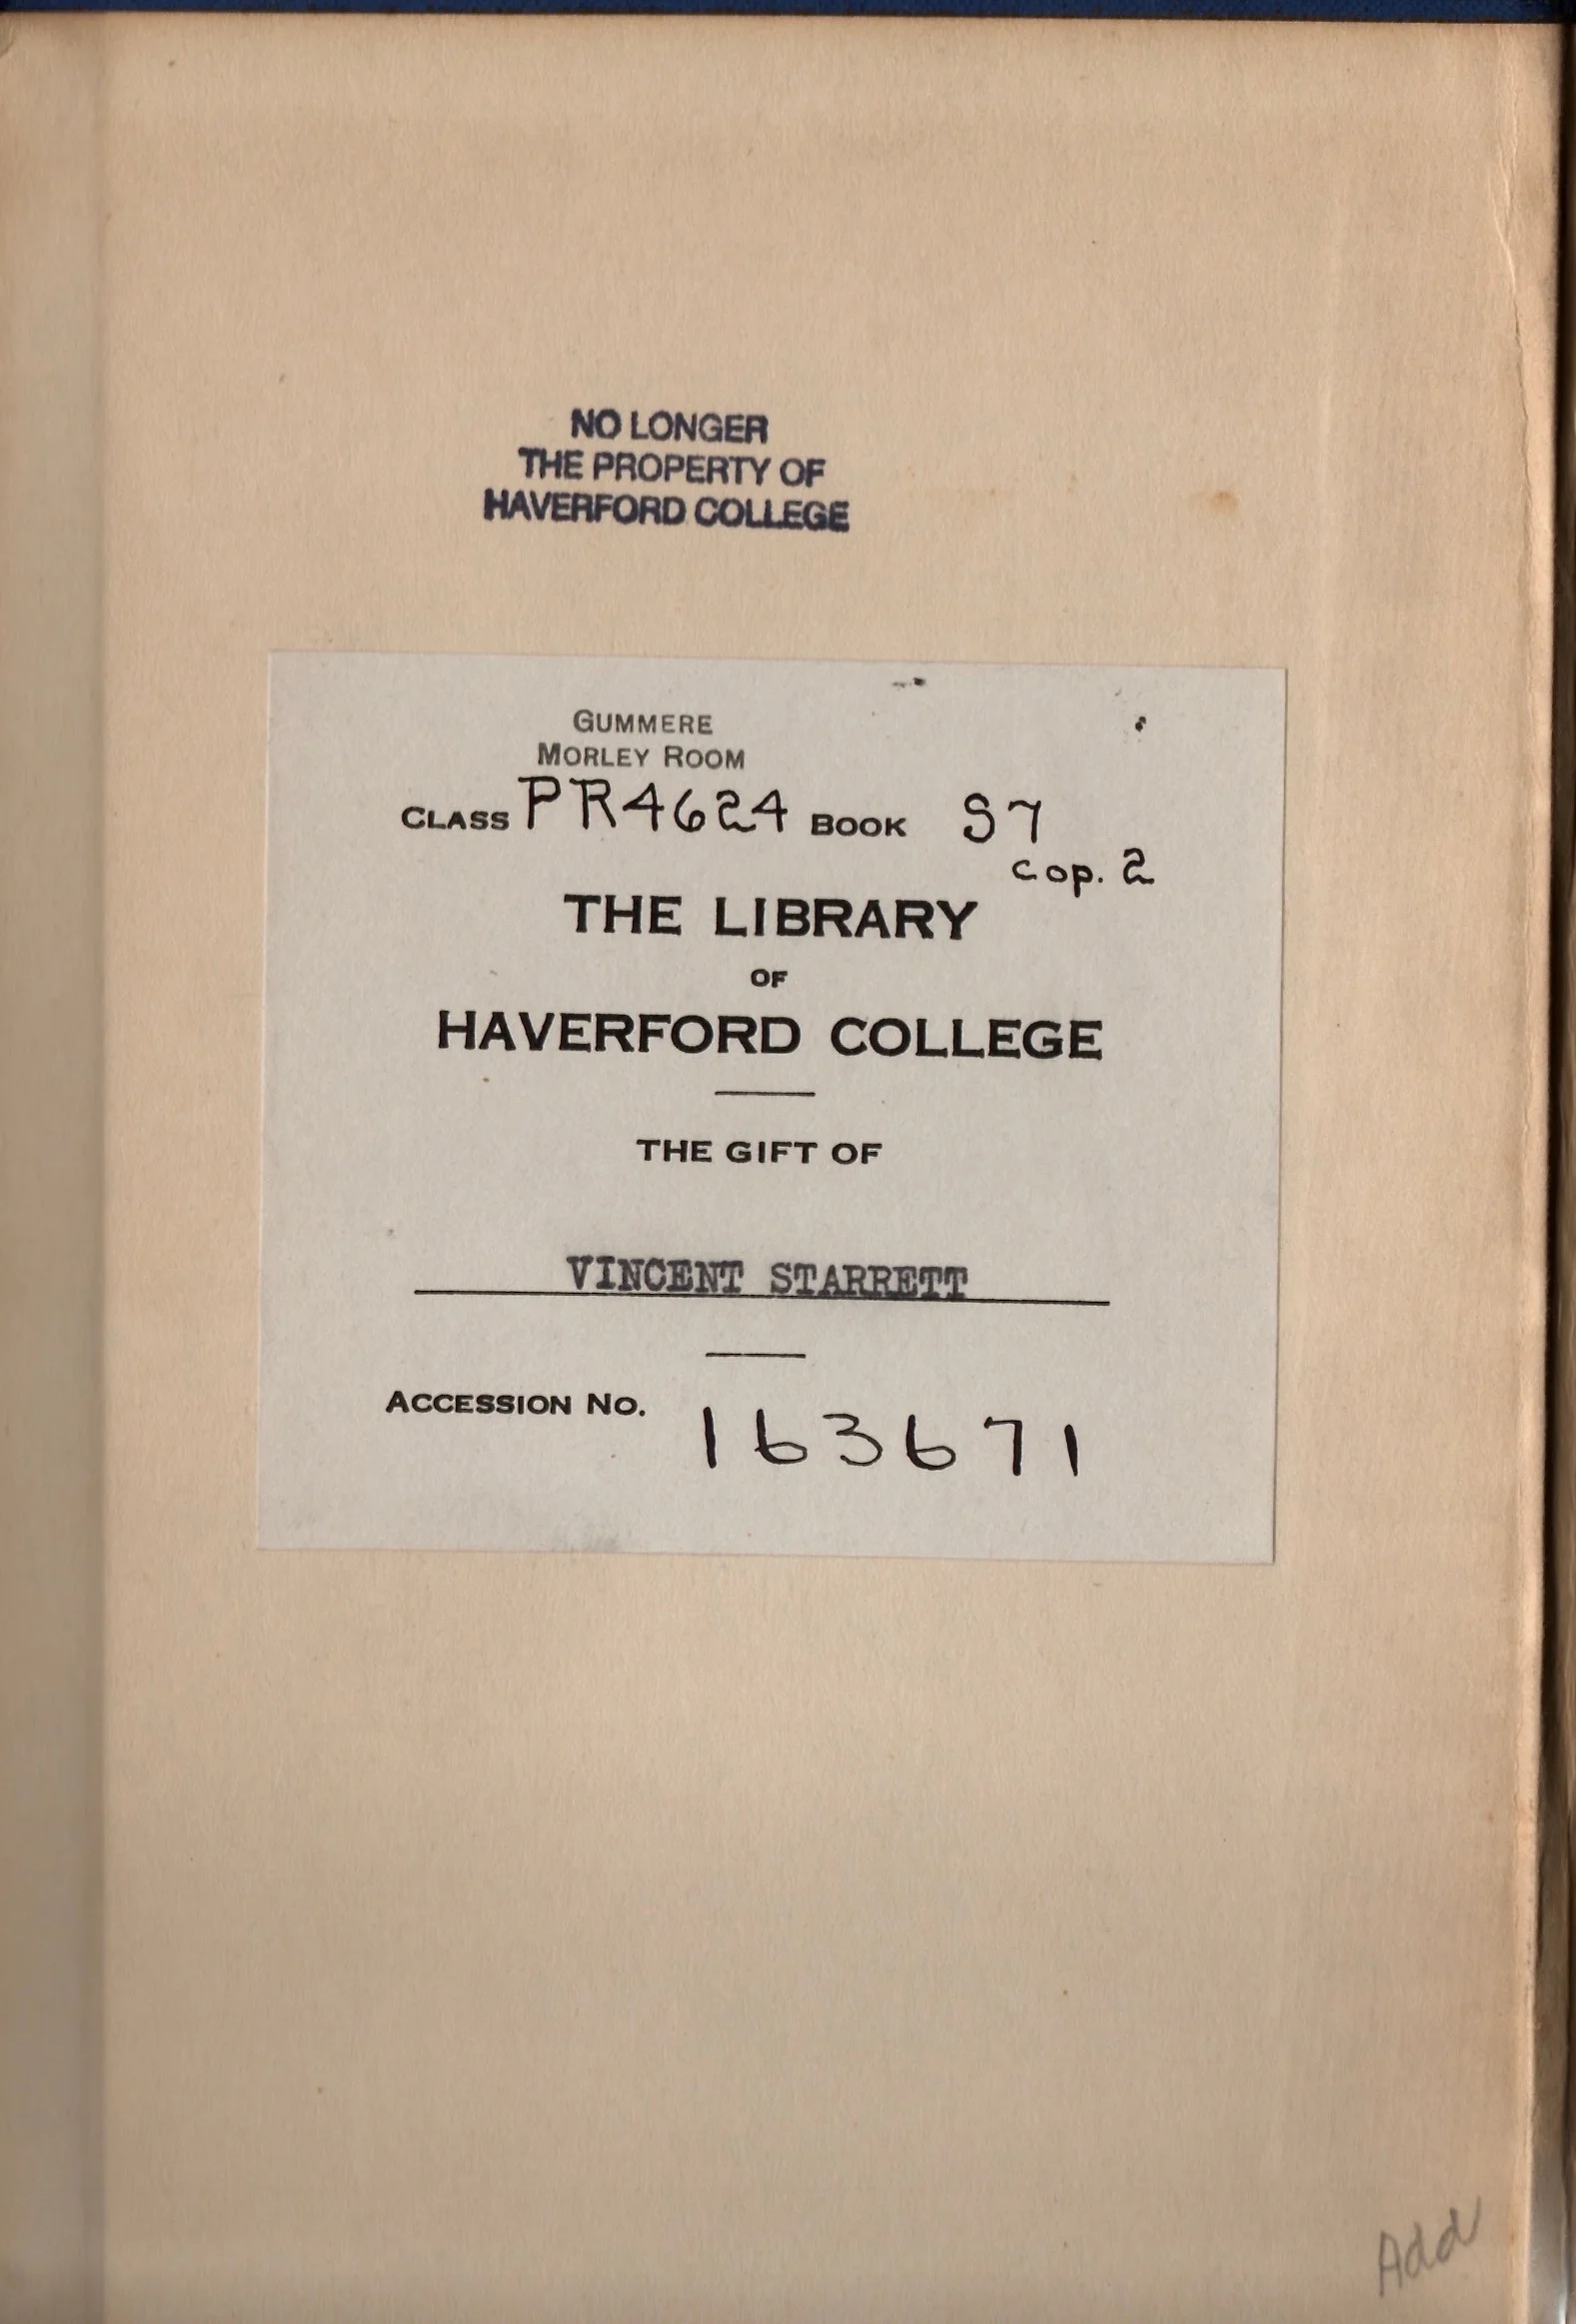 NO LONGER
THE PROPERTY OF
HAVERFORD COLLEGE
GUMMERE
MORLEY ROOM
CLASS PR4624 BOOK S7
cop. 2
THE LIBRARY
OF
HAVERFORD COLLEGE
THE GIFT OF
VINCENT STARRETT
ACCESSION NO. 163671
Add